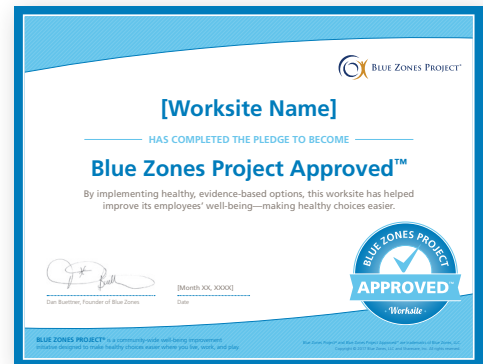 BLUE ZONES PROJECT®
[Worksite Name]
HAS COMPLETED THE PLEDGE TO BECOME
Blue Zones Project Approved™
By implementing healthy, evidence-based options, this worksite has helped
improve its employees' well-being—making healthy choices easier.
Dan Buettner, Founder of Blue Zones
[Month XX, XXXX]
Date
BLUE ZONES PROJECT
APPROVED™
· Worksite ·
BLUE ZONES PROJECT® is a community-wide well-being improvement
initiative designed to make healthy choices easier where you live, work, and play.